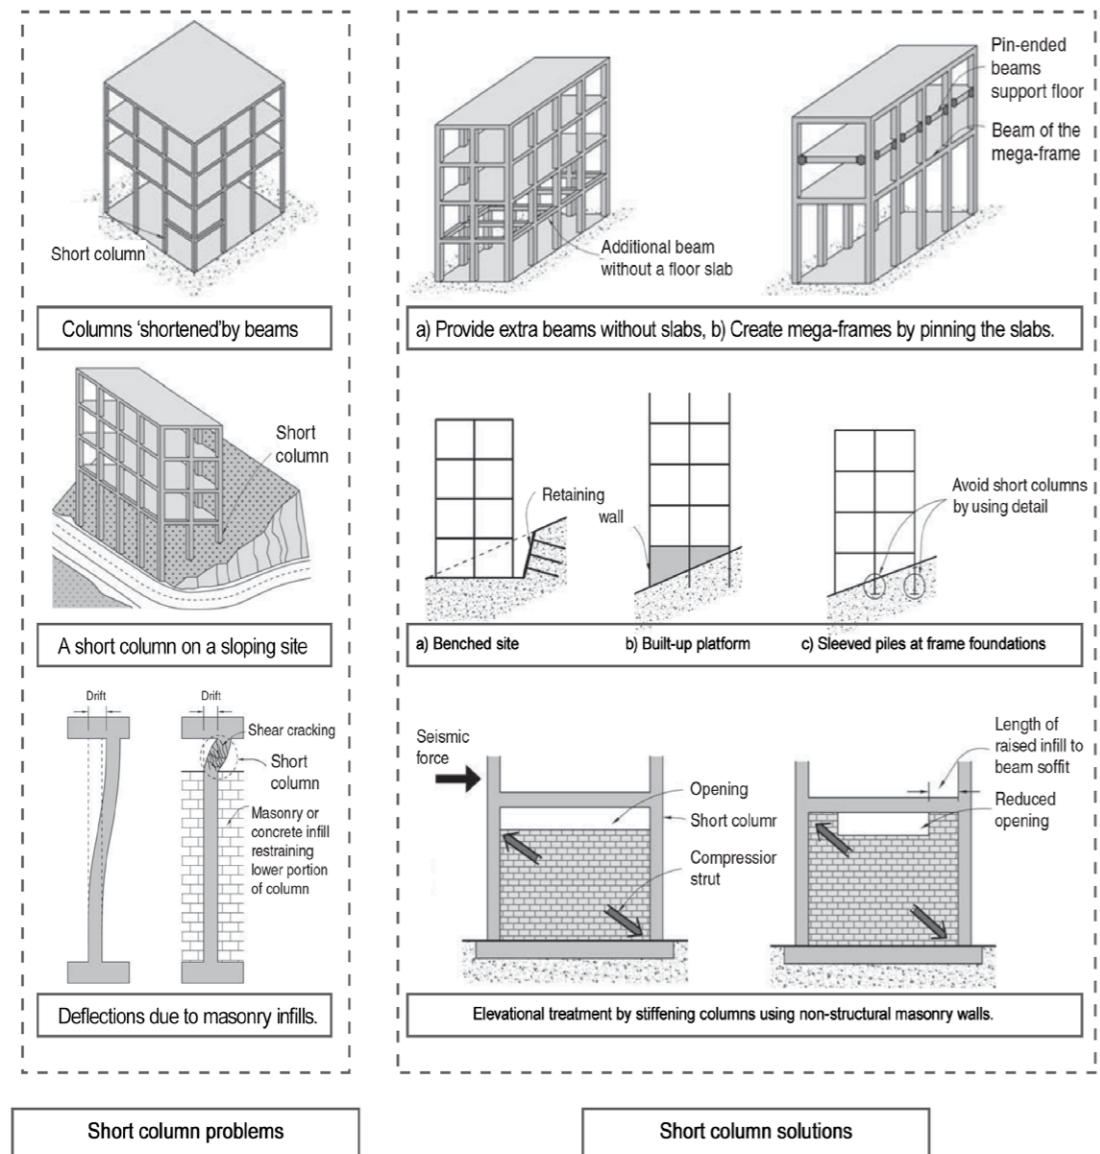 Short column
Columns 'shortened'by beams
Additional beam
without a floor slab
Pin-ended
beams
support floor
Beam of the
mega-frame
a) Provide extra beams without slabs, b) Create mega-frames by pinning the slabs.
Short
column
A short column on a sloping site
Retaining
wall
Avoid short columns
by using detail
a) Benched site
b) Built-up platform
c) Sleeved piles at frame foundations
Drift
Drift
Shear cracking
Short
column
Masonry or
concrete infill
restraining
lower portion
of column
Deflections due to masonry infills.
Seismic
force
Opening
Short columr
Compressior
strut
Length of
raised infill to
beam soffit
Reduced
opening
Elevational treatment by stiffening columns using non-structural masonry walls.
Short column problems
Short column solutions